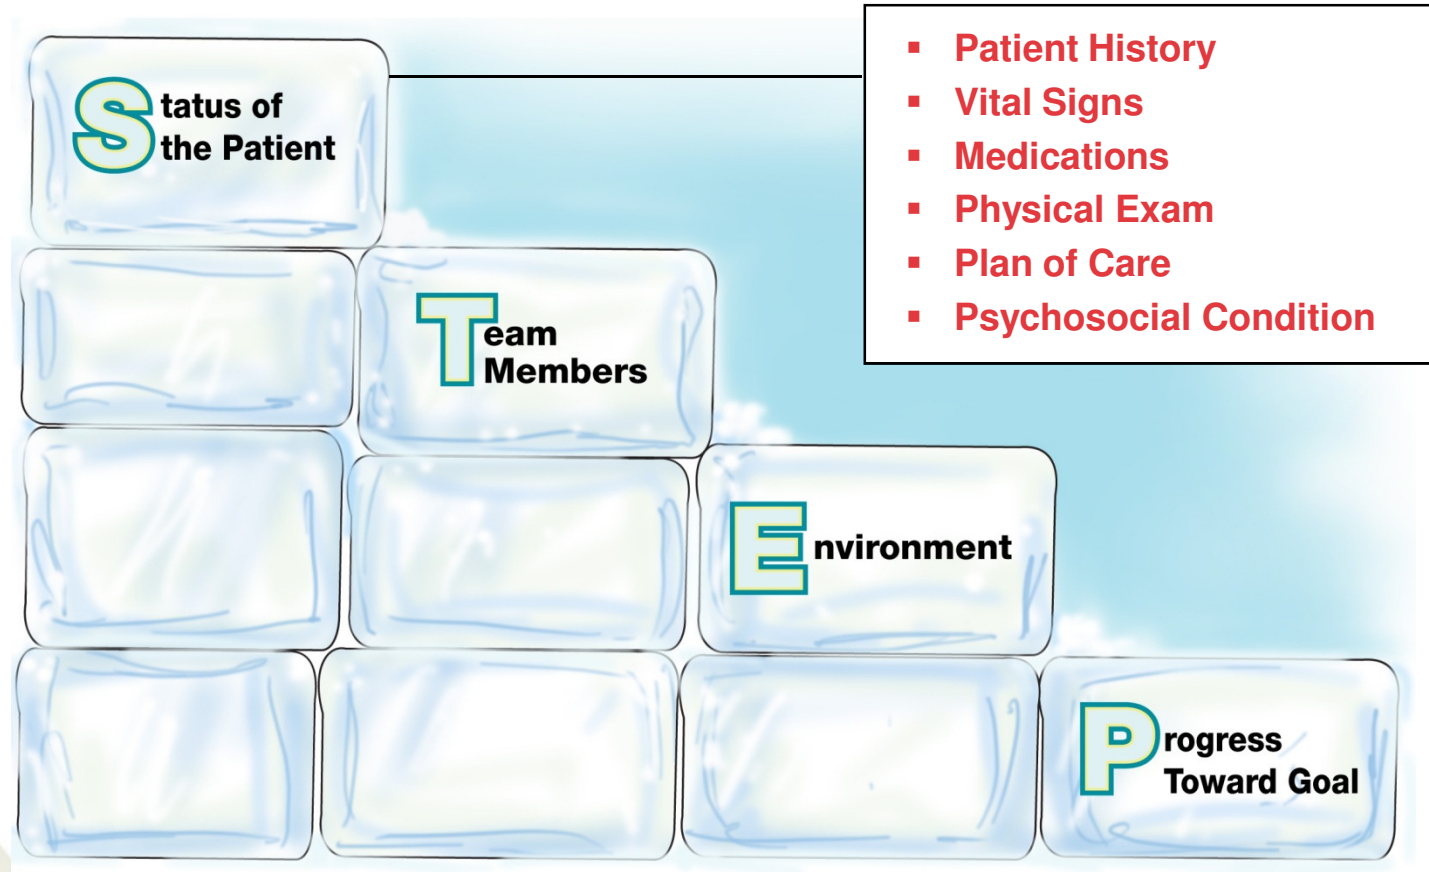 Status of
the Patient
▪ Patient History
▪ Vital Signs
▪ Medications
▪ Physical Exam
▪ Plan of Care
▪ Psychosocial Condition
Team
Members
Environment
Progress
Toward Goal